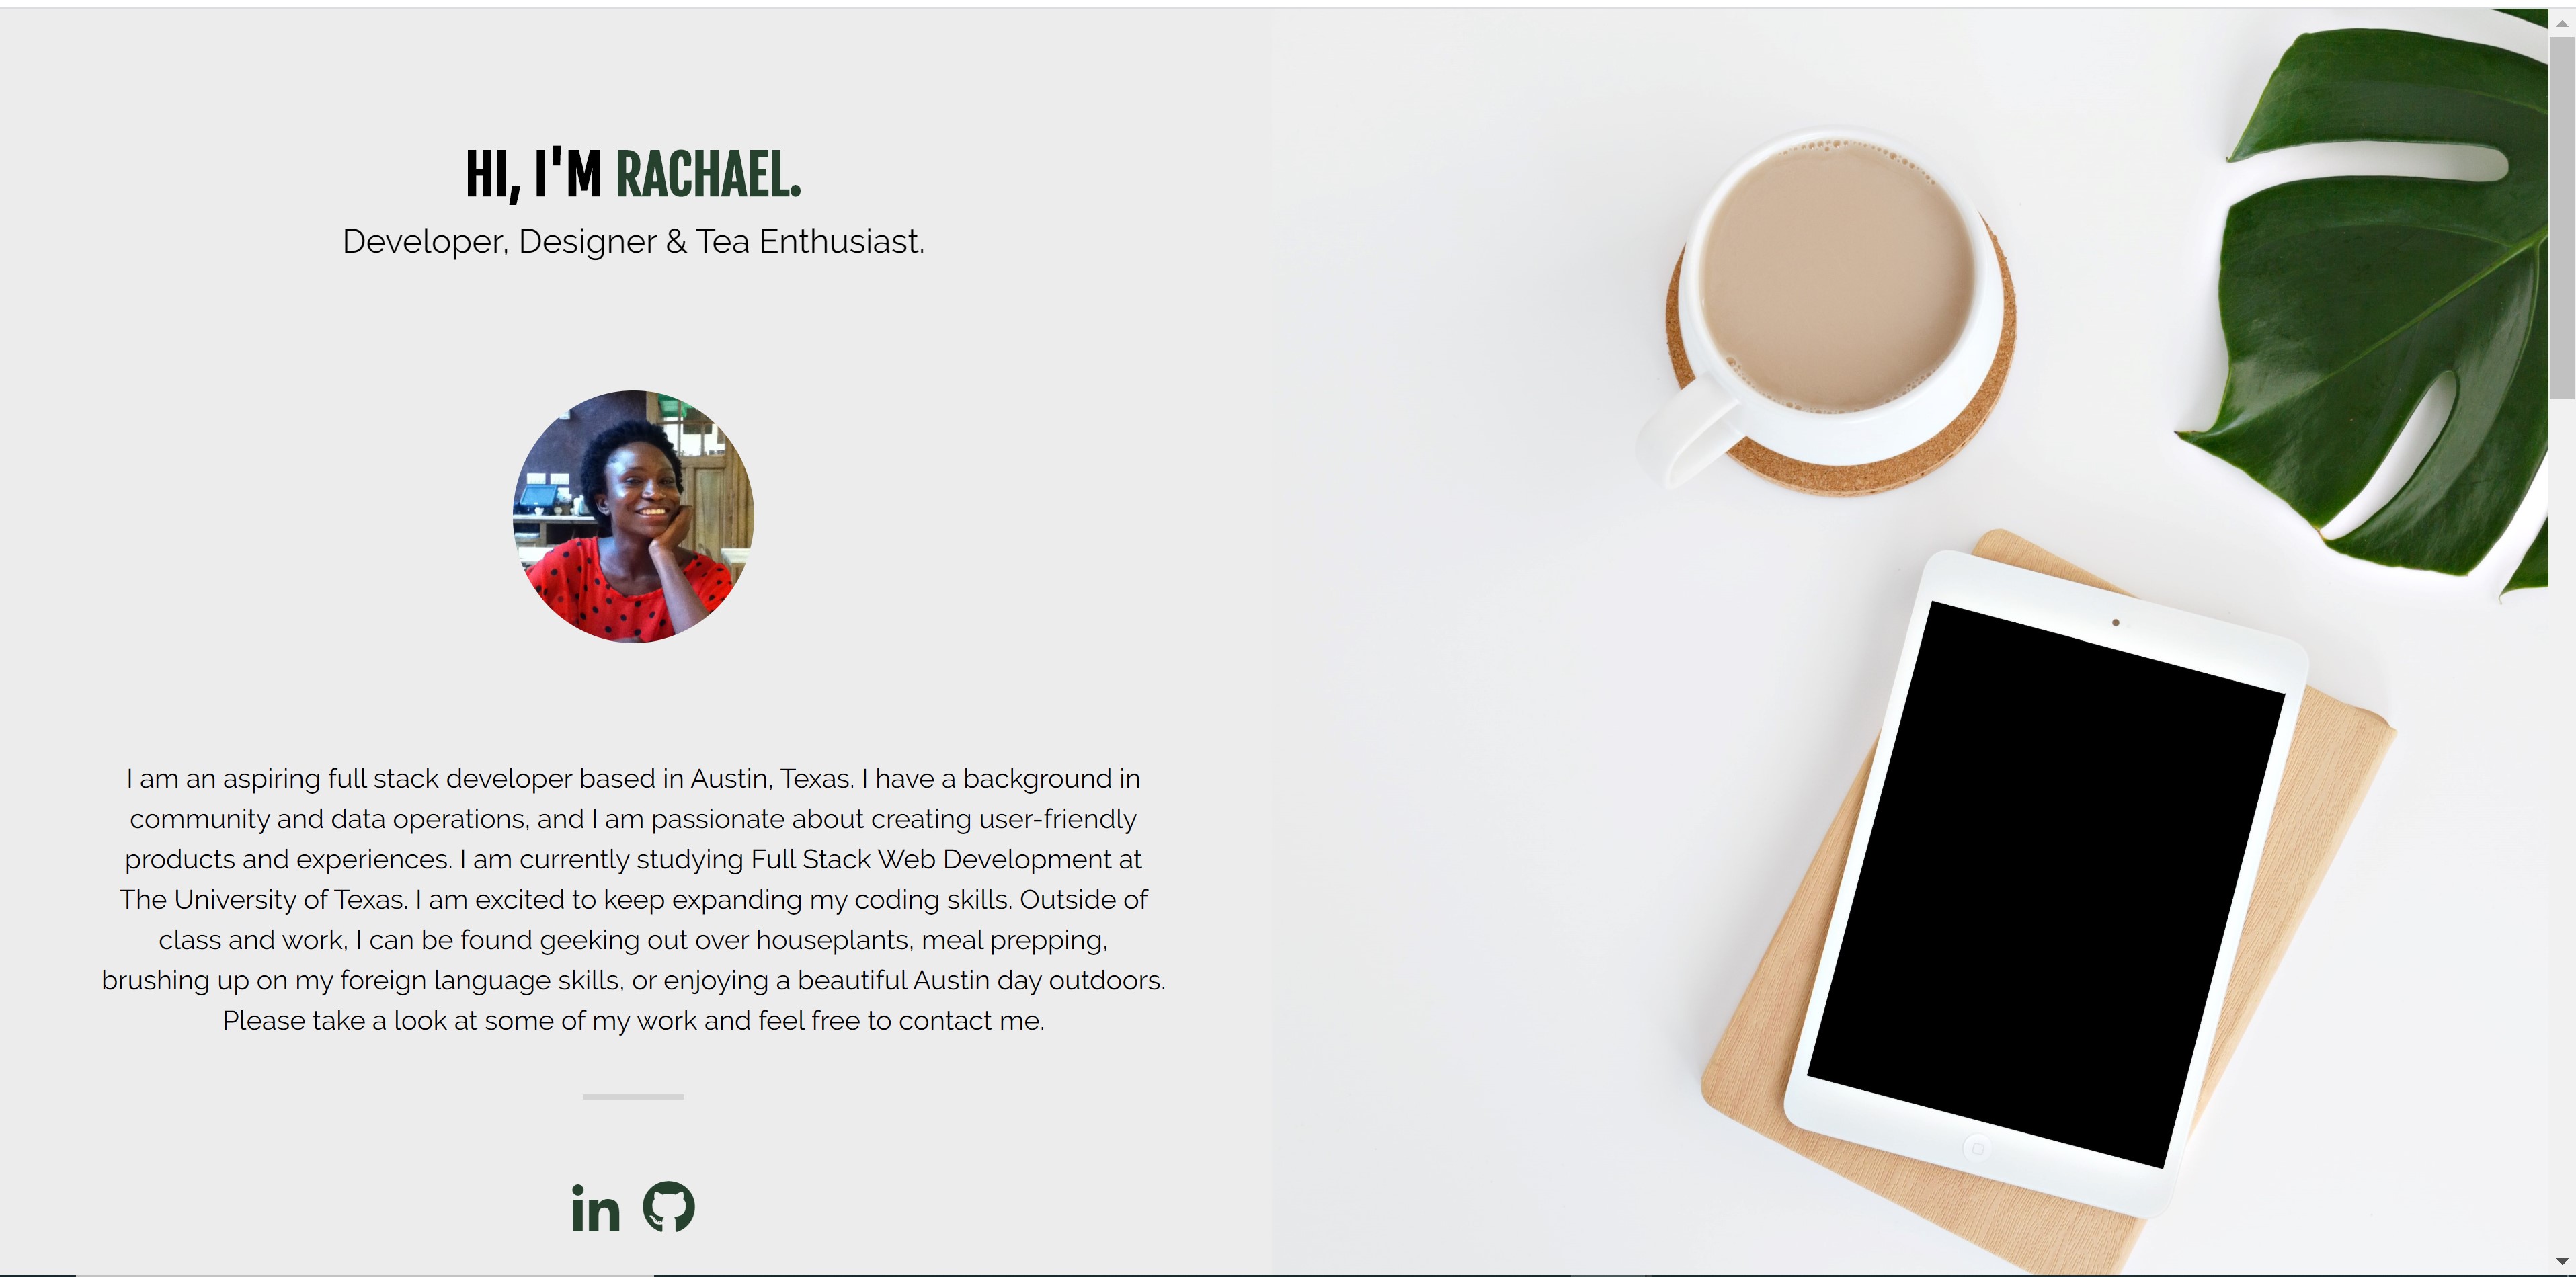 HI, I'M RACHAEL.
Developer, Designer & Tea Enthusiast.
I am an aspiring full stack developer based in Austin, Texas. I have a background in
community and data operations, and I am passionate about creating user-friendly
products and experiences. I am currently studying Full Stack Web Development at
The University of Texas. I am excited to keep expanding my coding skills. Outside of
class and work, I can be found geeking out over houseplants, meal prepping,
brushing up on my foreign language skills, or enjoying a beautiful Austin day outdoors.
Please take a look at some of my work and feel free to contact me.
in